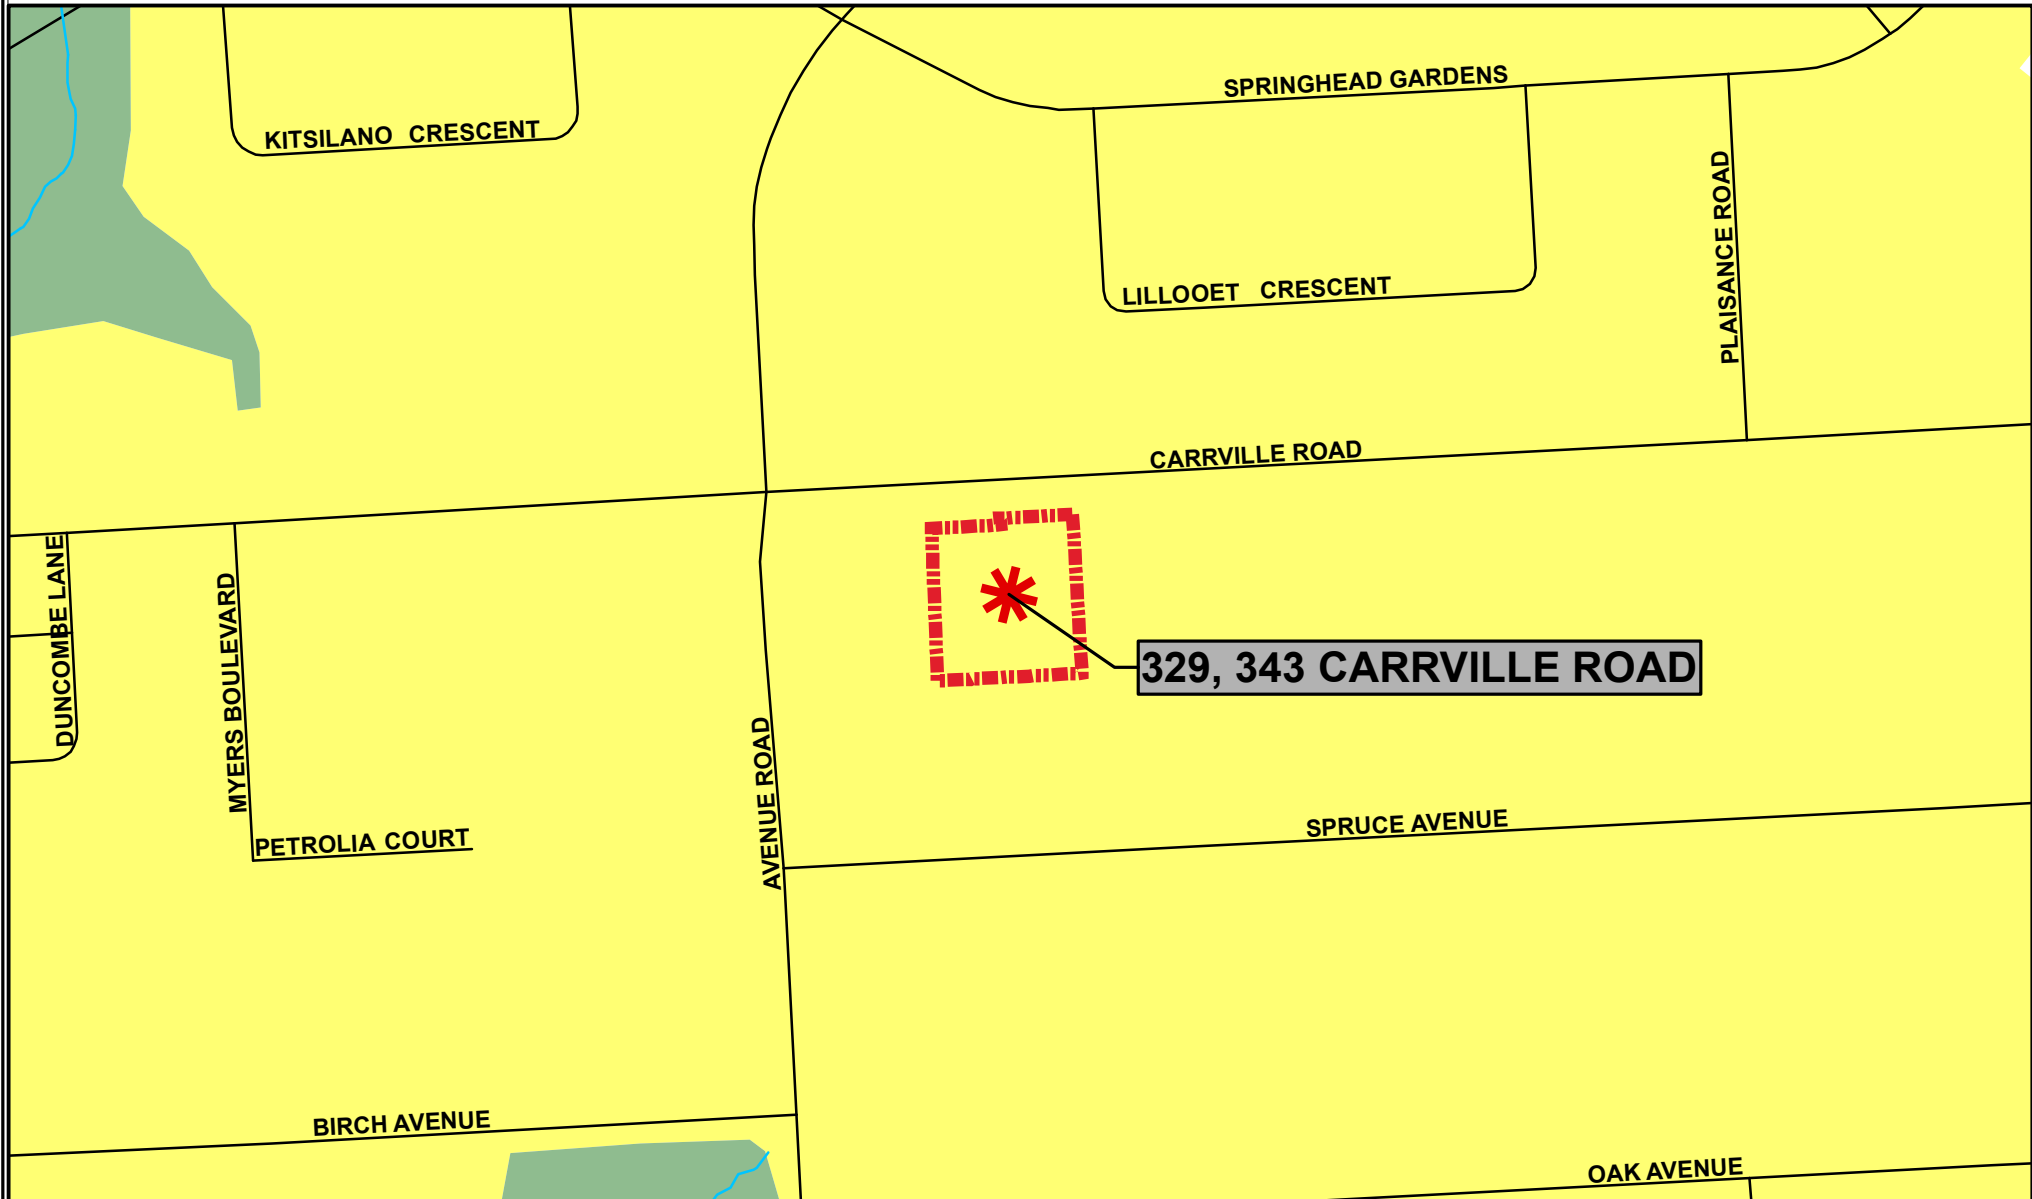 SPRINGHEAD GARDENS
KITSILANO CRESCENT
PLAISANCE ROAD
LILLOOET CRESCENT
CARRVILLE ROAD
DUNCOMBE LANE
MYERS BOULEVARD
329, 343 CARRVILLE ROAD
AVENUE ROAD
SPRUCE AVENUE
PETROLIA COURT
BIRCH AVENUE
OAK AVENUE